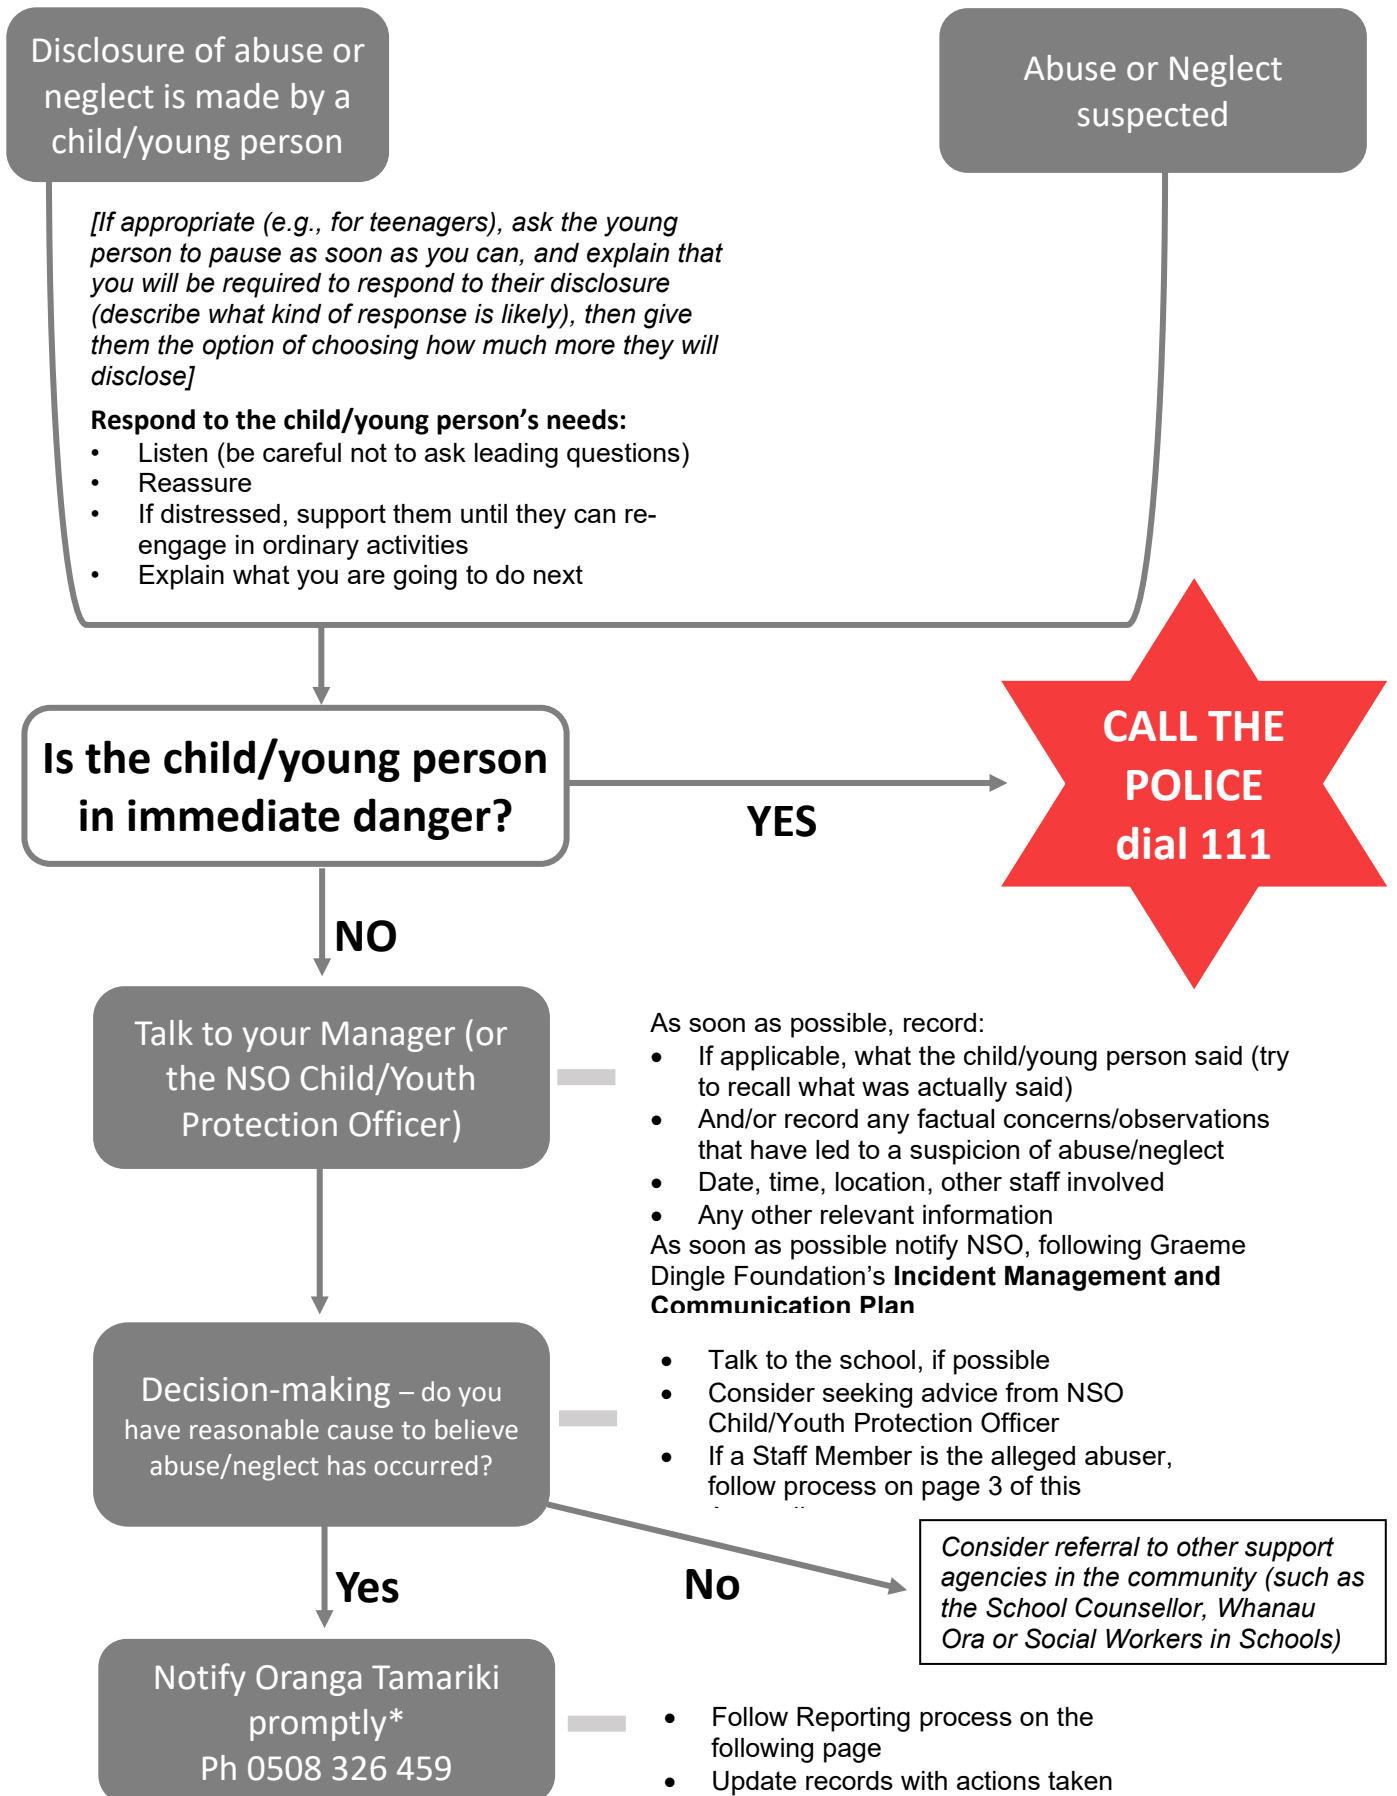 Disclosure of abuse or
neglect is made by a
child/young person
Abuse or Neglect
suspected
[If appropriate (e.g., for teenagers), ask the young
person to pause as soon as you can, and explain that
you will be required to respond to their disclosure
(describe what kind of response is likely), then give
them the option of choosing how much more they will
disclose]
Respond to the child/young person's needs:
• Listen (be careful not to ask leading questions)
• Reassure
• If distressed, support them until they can re-
engage in ordinary activities
• Explain what you are going to do next
Is the child/young person
in immediate danger?
YES
CALL THE
POLICE
dial 111
NO
Talk to your Manager (or
the NSO Child/Youth
Protection Officer)
As soon as possible, record:
• If applicable, what the child/young person said (try
to recall what was actually said)
• And/or record any factual concerns/observations
that have led to a suspicion of abuse/neglect
• Date, time, location, other staff involved
• Any other relevant information
As soon as possible notify NSO, following Graeme
Dingle Foundation's Incident Management and
Communication Plan
Decision-making – do you
have reasonable cause to believe
abuse/neglect has occurred?
• Talk to the school, if possible
• Consider seeking advice from NSO
Child/Youth Protection Officer
• If a Staff Member is the alleged abuser,
follow process on page 3 of this
Yes
No
Consider referral to other support
agencies in the community (such as
the School Counsellor, Whanau
Ora or Social Workers in Schools)
Notify Oranga Tamariki
promptly*
Ph 0508 326 459
• Follow Reporting process on the
following page
• Update records with actions taken